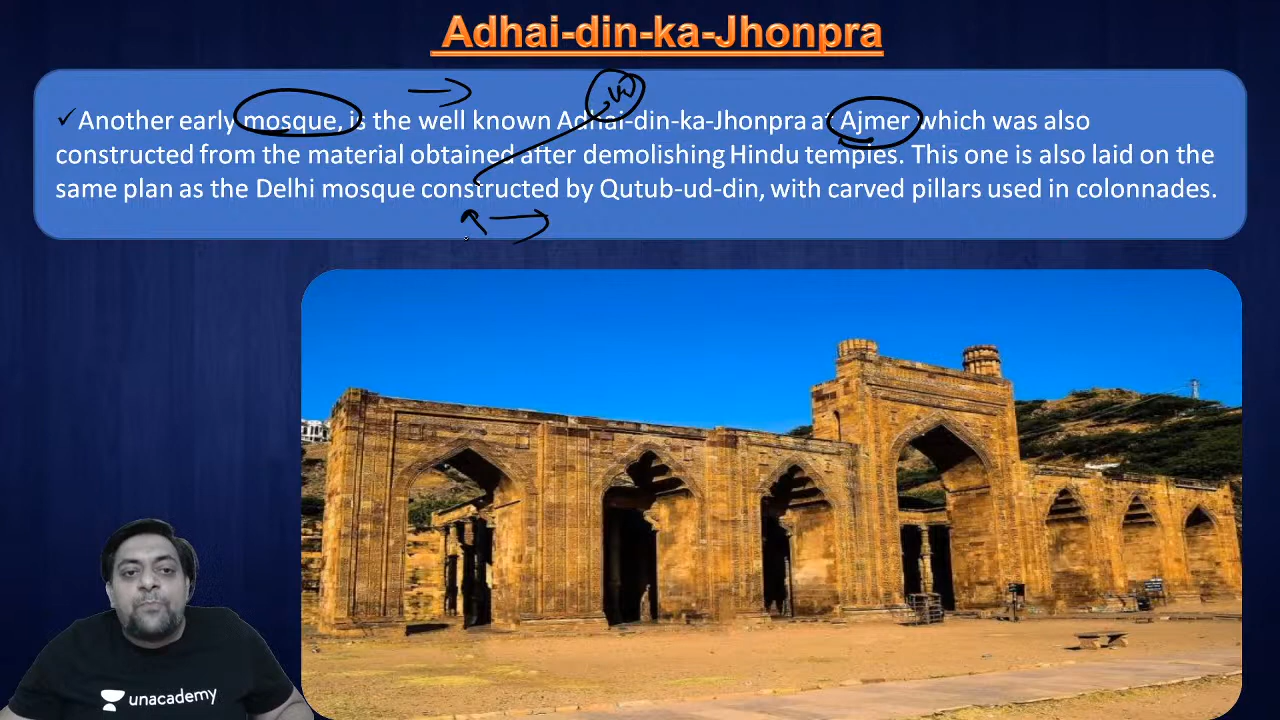 Adhai-din-ka-Jhonpra
✓Another early mosque, is the well known Adhai-din-ka-Jhonpra at Ajmer which was also
constructed from the material obtained after demolishing Hindu temples. This one is also laid on the
same plan as the Delhi mosque constructed by Qutub-ud-din, with carved pillars used in colonnades.
unacademy